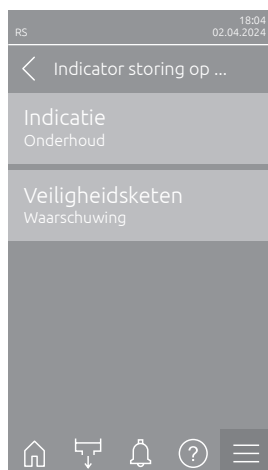 18:04
RS 02.04.2024
Indicator storing op ...
Indicatie
Onderhoud
Veiligheidsketen
Waarschuwing
?